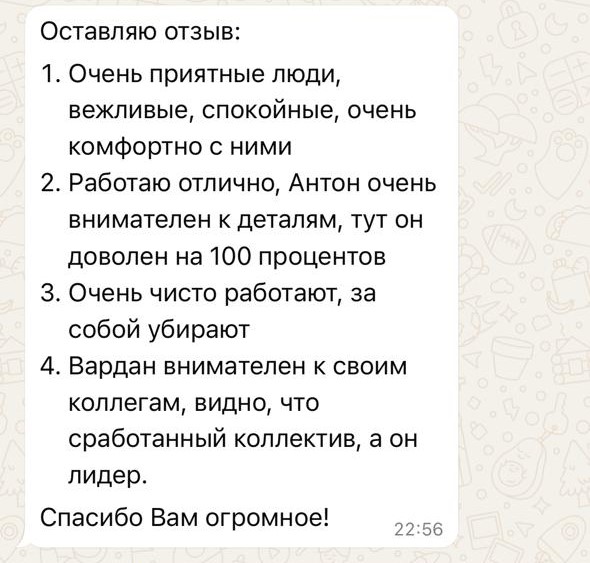 Оставляю отзыв:
1. Очень приятные люди,
вежливые, спокойные, очень
комфортно с ними
2. Работаю отлично, Антон очень
внимателен к деталям, тут он
доволен на 100 процентов
3. Очень чисто работают, за
собой убирают
4. Вардан внимателен к своим
коллегам, видно, что
сработанный коллектив, а он
лидер.
Спасибо Вам огромное!
22:56